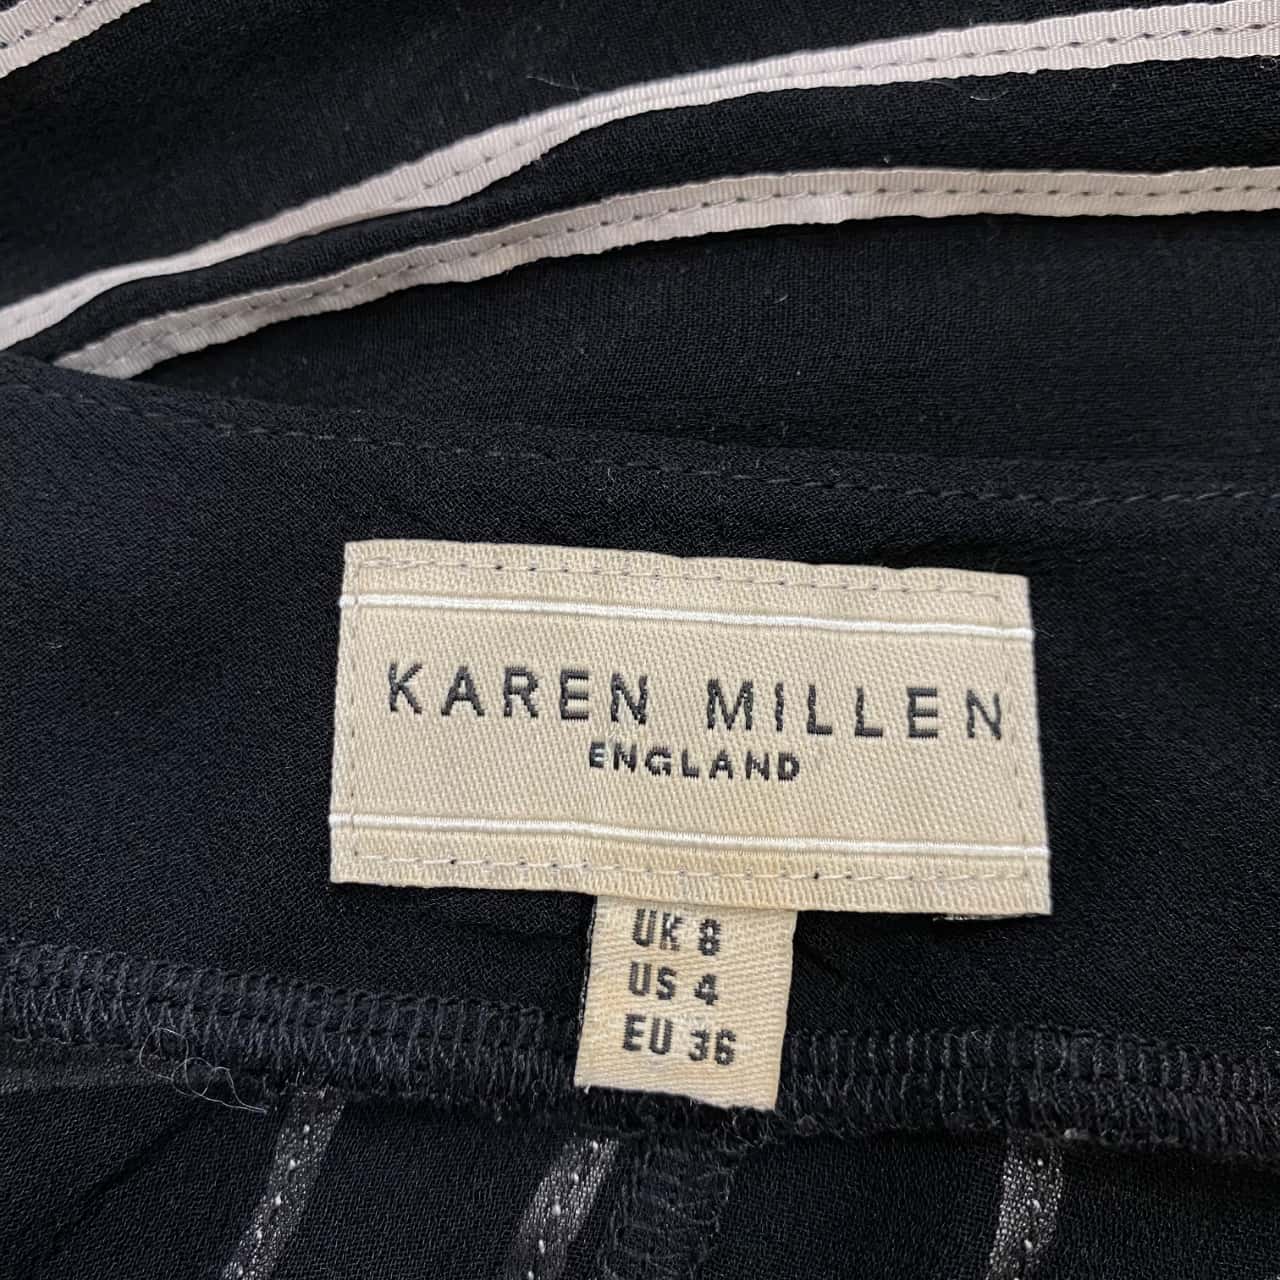 KAREN MILLEN
ENGLAND
UK 8
US 4
EU 36